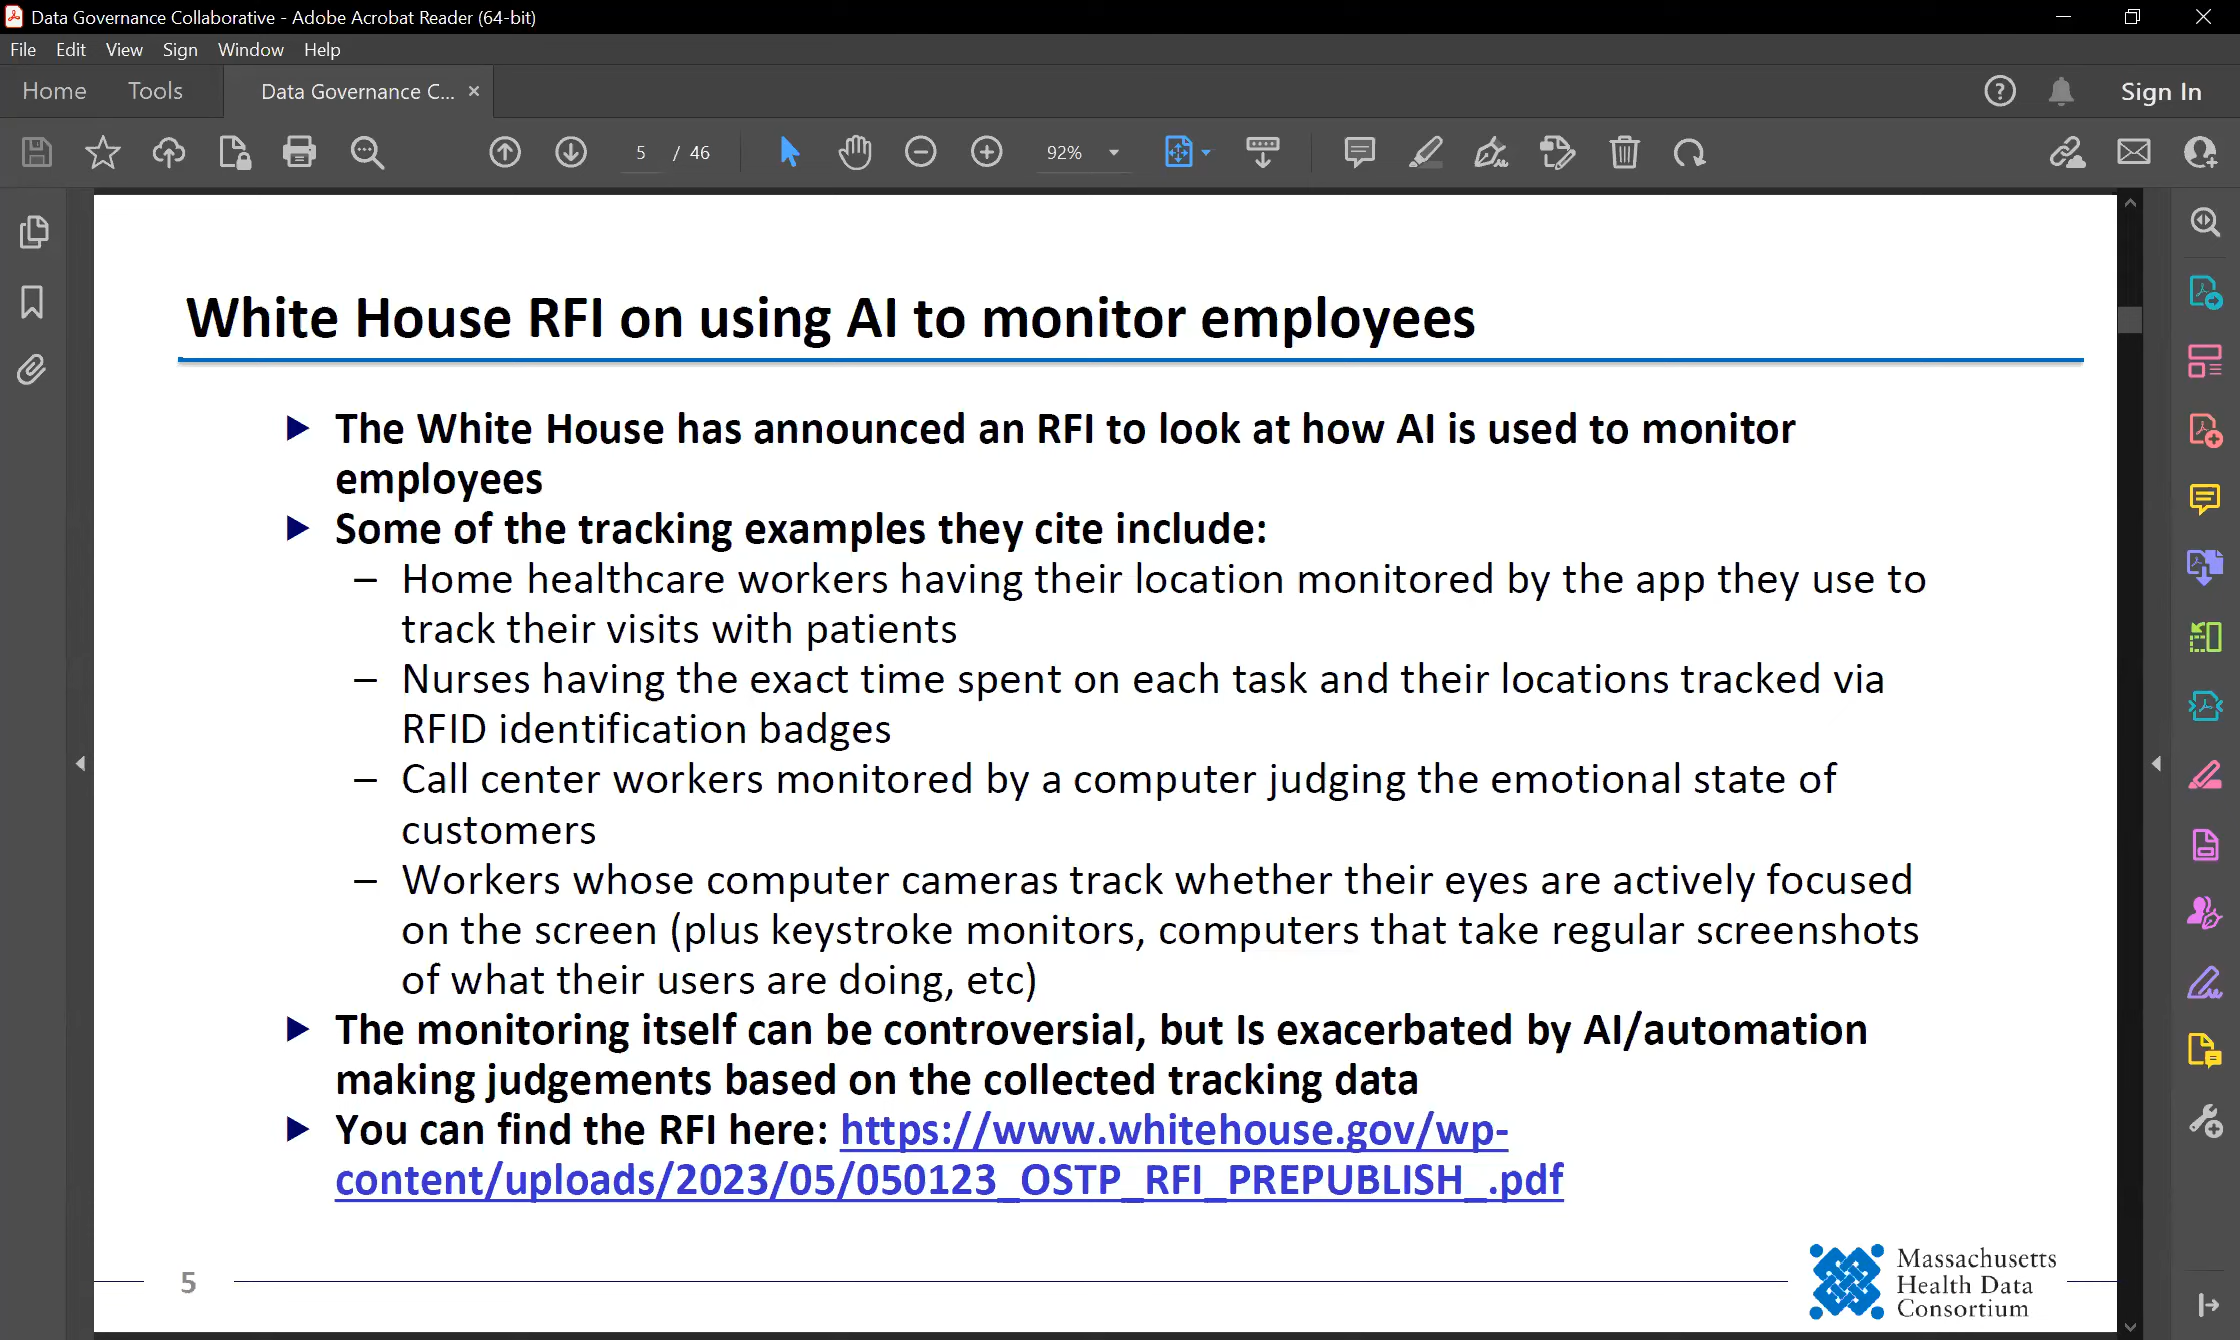 Data Governance Collaborative - Adobe Acrobat Reader (64-bit)
File Edit View Sign Window Help
Home Tools Data Governance C... × Sign In
5 / 46 92%
White House RFI on using AI to monitor employees
The White House has announced an RFI to look at how AI is used to monitor
employees
Some of the tracking examples they cite include:
– Home healthcare workers having their location monitored by the app they use to
track their visits with patients
– Nurses having the exact time spent on each task and their locations tracked via
RFID identification badges
– Call center workers monitored by a computer judging the emotional state of
customers
– Workers whose computer cameras track whether their eyes are actively focused
on the screen (plus keystroke monitors, computers that take regular screenshots
of what their users are doing, etc)
The monitoring itself can be controversial, but Is exacerbated by AI/automation
making judgements based on the collected tracking data
You can find the RFI here: https://www.whitehouse.gov/wp-
content/uploads/2023/05/050123_OSTP_RFI_PREPUBLISH_.pdf
5
Massachusetts
Health Data
Consortium